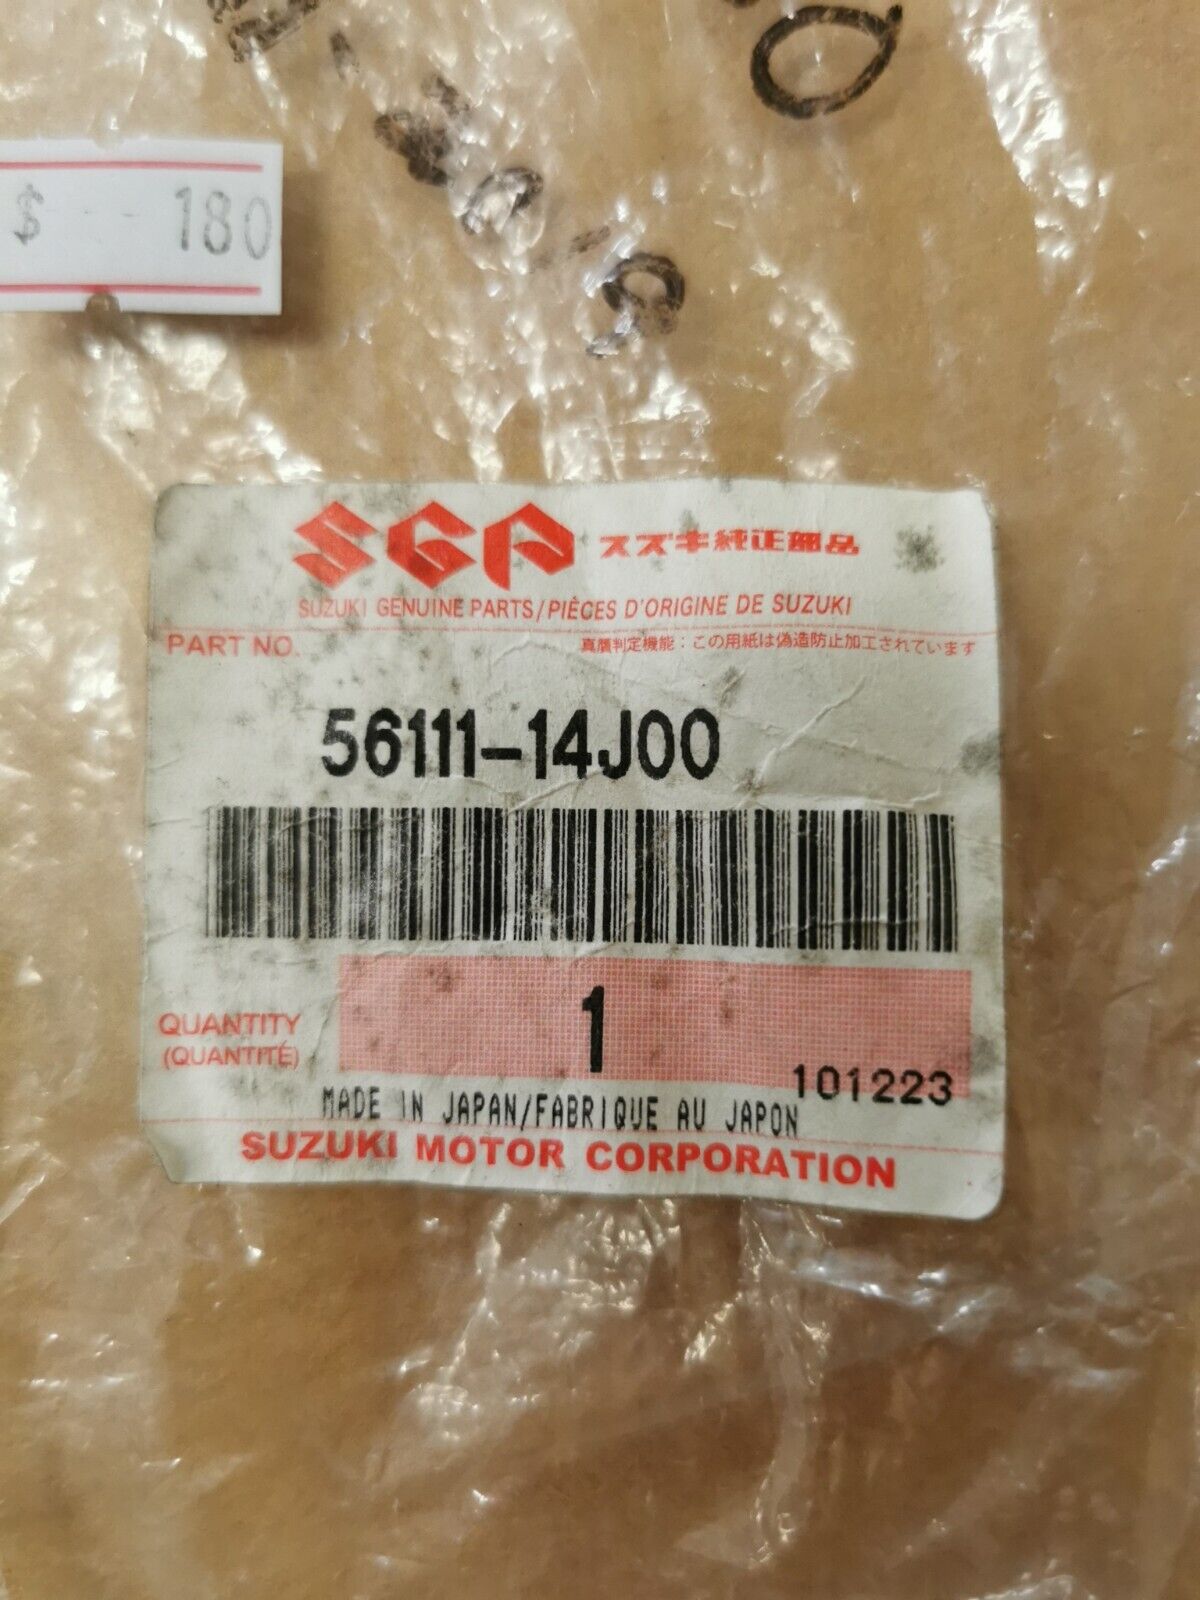 $ 180
SGP スズキ純正部品
SUZUKI GENUINE PARTS/PIÈCES D'ORIGINE DE SUZUKI
PART NO.
真贋判定機能：この用紙は偽造防止加工されています
56111-14J00
QUANTITY
(QUANTITÉ)
1
101223
MADE IN JAPAN/FABRIQUE AU JAPON
SUZUKI MOTOR CORPORATION